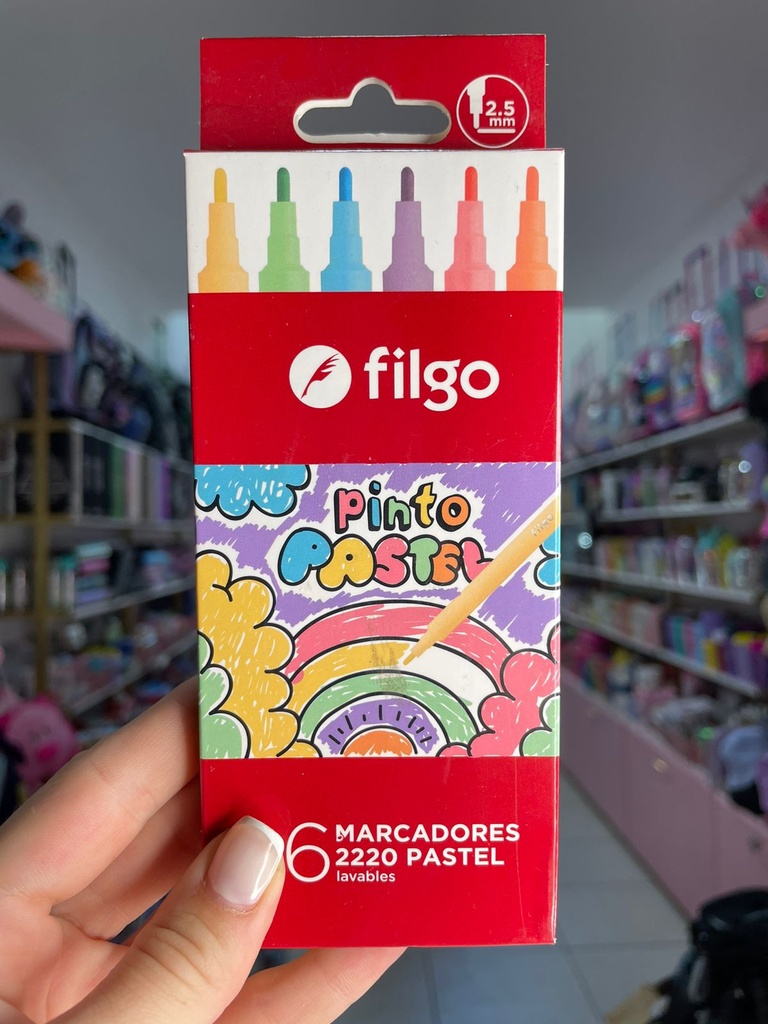 2.5
mm
filgo
pinto
PASTEL
6 MARCADORES
2220 PASTEL
lavables